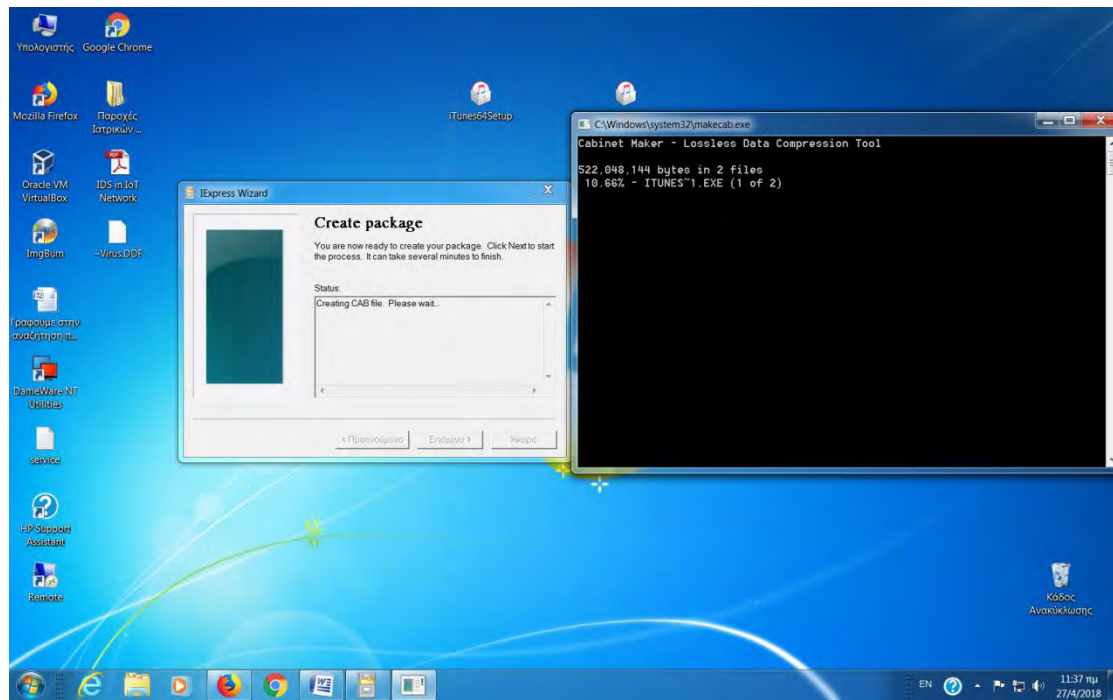 Υπολογιστής
Google Chrome
Mozilla Firefox
Παροχές
Ιατρικών ...
iTunes64Setup
Oracle VM
VirtualBox
IDS in IoT
Network
ImgBurn
~Virus.DDF
Γραφουμε στην
αναζητηση π...
DameWare NT
Utilities
service
HP Support
Assistant
Remote
IExpress Wizard
Create package
You are now ready to create your package. Click Next to start
the process. It can take several minutes to finish.
Status:
Creating CAB file. Please wait...
< Προηγούμενο
Επόμενο >
Άκυρο
C:\Windows\system32\makecab.exe
Cabinet Maker - Lossless Data Compression Tool
522,048,144 bytes in 2 files
10.66% - ITUNES~1.EXE (1 of 2)
Κάδος
Ανακύκλωσης
EN
11:37 πμ
27/4/2018